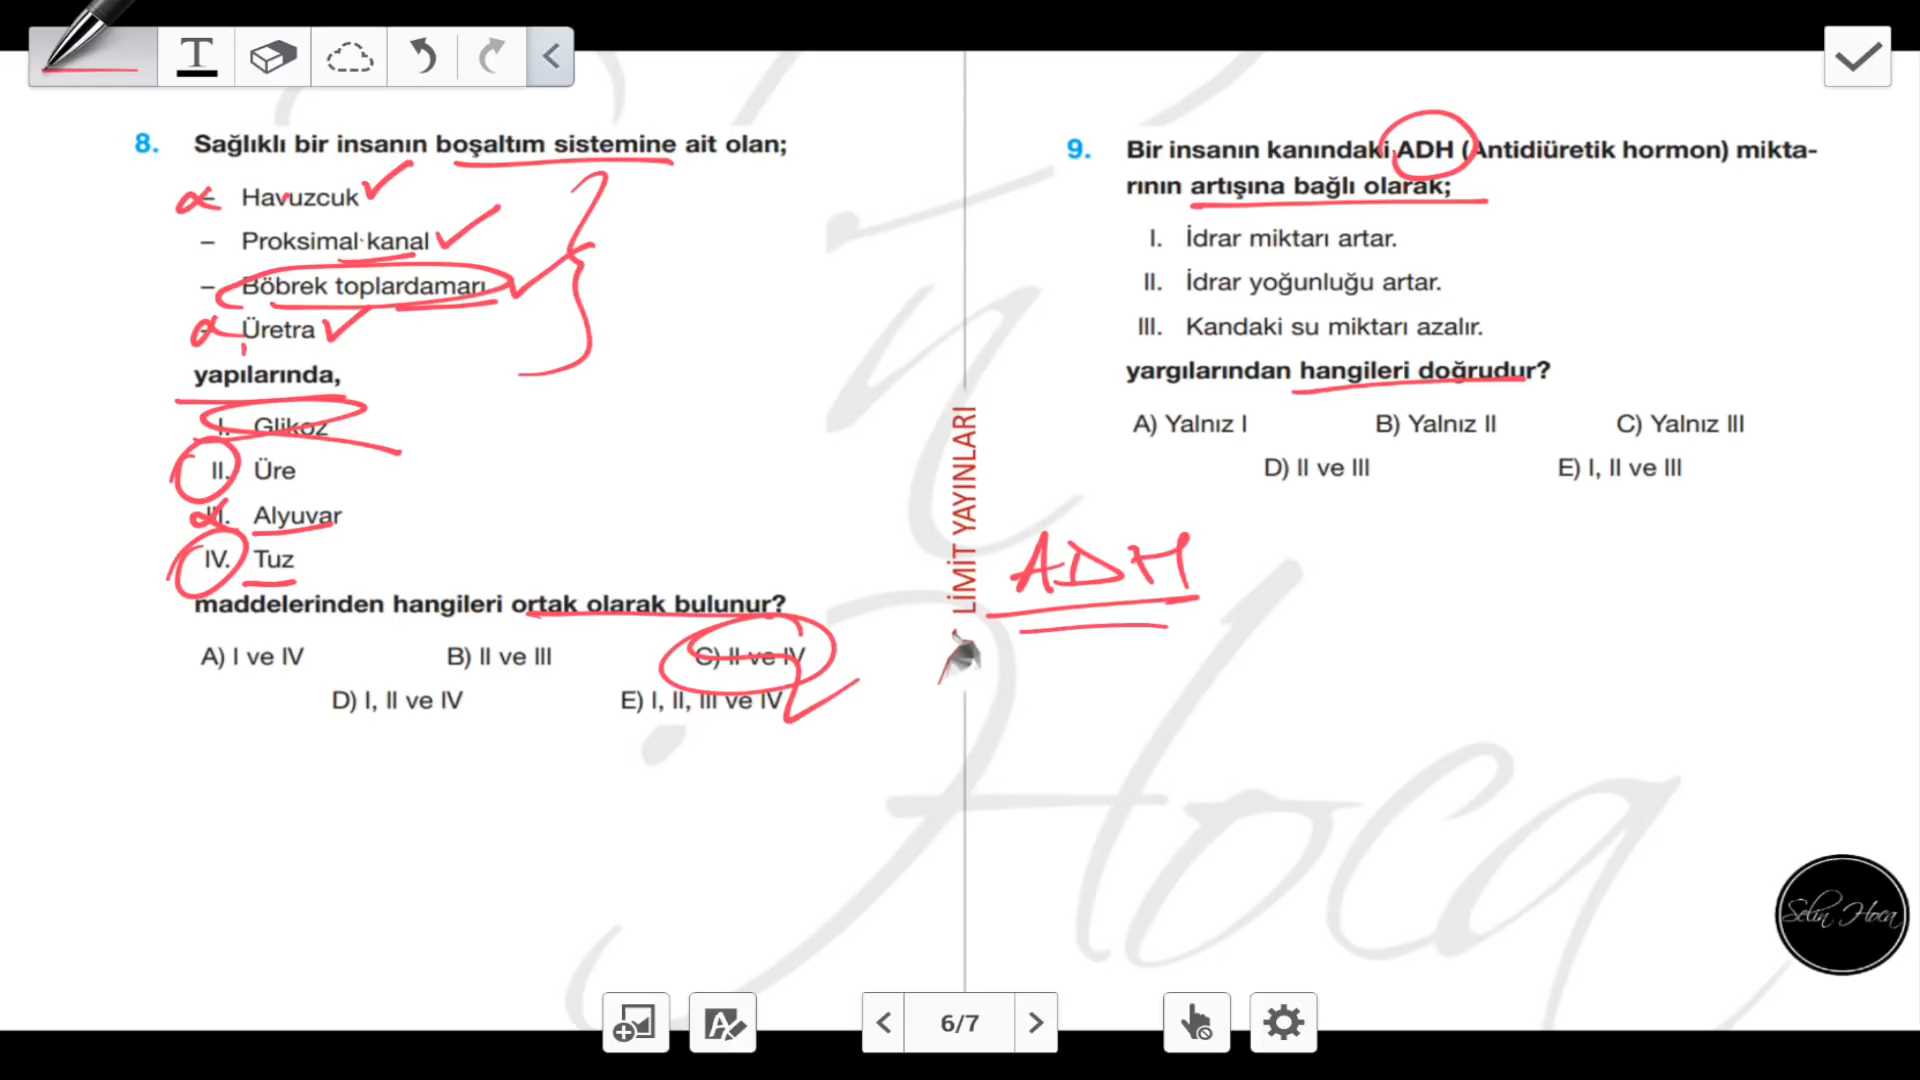 T
8. Sağlıklı bir insanın boşaltım sistemine ait olan;
– Havuzcuk
– Proksimal kanal
– Böbrek toplardamarı
– Üretra
yapılarında,
I. Glikoz
II. Üre
III. Alyuvar
IV. Tuz
maddelerinden hangileri ortak olarak bulunur?
A) I ve IV B) II ve III C) II ve IV
D) I, II ve IV E) I, II, III ve IV
LİMİT YAYINLARI
9. Bir insanın kanındaki ADH (Antidiüretik hormon) mikta-
rının artışına bağlı olarak;
I. İdrar miktarı artar.
II. İdrar yoğunluğu artar.
III. Kandaki su miktarı azalır.
yargılarından hangileri doğrudur?
A) Yalnız I B) Yalnız II C) Yalnız III
D) II ve III E) I, II ve III
ADH
Hoca
Selin Hoca
A
6/7